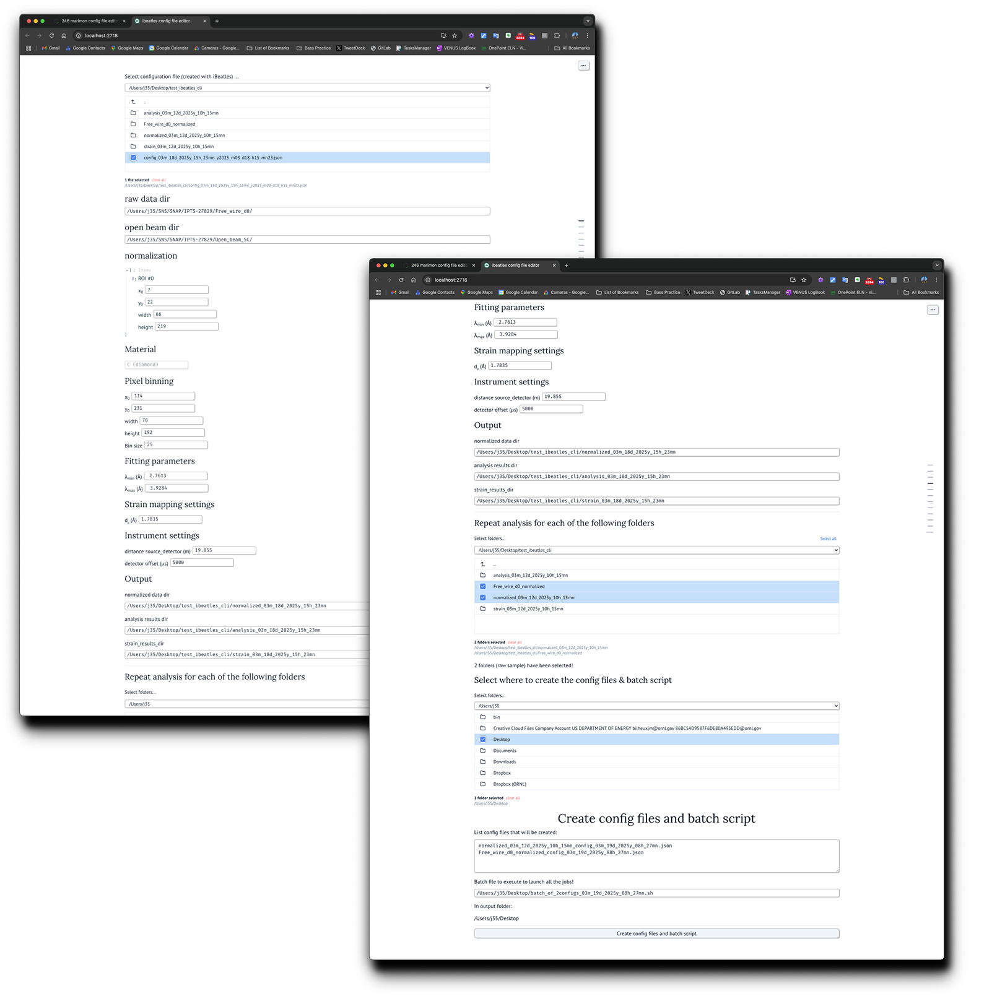 246 marimon config file editor
ibeatles config file editor
localhost:2718
3294
100
Gmail
Google Contacts
Google Maps
Google Calendar
Cameras - Google...
List of Bookmarks
Bass Practice
TweetDeck
GitLab
TasksManager
VENUS LogBook
OnePoint ELN - Vi...
All Bookmarks
Select configuration file (created with iBeatles) ...
/Users/j35/Desktop/test_ibeatles_cli
..
analysis_03m_12d_2025y_10h_15mn
Free_wire_d0_normalized
normalized_03m_12d_2025y_10h_15mn
strain_03m_12d_2025y_10h_15mn
config_03m_18d_2025y_15h_23mn_y2025_m03_d18_h15_mn23.json
1 file selected clear all
/Users/j35/Desktop/test_ibeatles_cli/config_03m_18d_2025y_15h_23mn_y2025_m03_d18_h15_mn23.json
raw data dir
/Users/j35/SNS/SNAP/IPTS-27829/Free_wire_d0/
open beam dir
/Users/j35/SNS/SNAP/IPTS-27829/Open_beam_5C/
normalization
[ 1 Items
0: ROI #0
x0 7
y0 22
width 66
height 219
]
Material
C (diamond)
Pixel binning
x0 114
y0 131
width 78
height 192
Bin size 25
Fitting parameters
λmin (Å) 2.7613
λmax (Å) 3.9284
Strain mapping settings
d0 (Å) 1.7835
Instrument settings
distance source_detector (m) 19.855
detector offset (µs) 5000
Output
normalized data dir
/Users/j35/Desktop/test_ibeatles_cli/normalized_03m_18d_2025y_15h_23mn
analysis results dir
/Users/j35/Desktop/test_ibeatles_cli/analysis_03m_18d_2025y_15h_23mn
strain_results_dir
/Users/j35/Desktop/test_ibeatles_cli/strain_03m_18d_2025y_15h_23mn
Repeat analysis for each of the following folders
Select folders...
/Users/j35
246 marimon config file editor
ibeatles config file editor
localhost:2718
3294
100
Gmail
Google Contacts
Google Maps
Google Calendar
Cameras - Google...
List of Bookmarks
Bass Practice
TweetDeck
GitLab
TasksManager
VENUS LogBook
OnePoint ELN - Vi...
All Bookmarks
Fitting parameters
λmin (Å) 2.7613
λmax (Å) 3.9284
Strain mapping settings
d0 (Å) 1.7835
Instrument settings
distance source_detector (m) 19.855
detector offset (µs) 5000
Output
normalized data dir
/Users/j35/Desktop/test_ibeatles_cli/normalized_03m_18d_2025y_15h_23mn
analysis results dir
/Users/j35/Desktop/test_ibeatles_cli/analysis_03m_18d_2025y_15h_23mn
strain_results_dir
/Users/j35/Desktop/test_ibeatles_cli/strain_03m_18d_2025y_15h_23mn
Repeat analysis for each of the following folders
Select folders... Select all
/Users/j35/Desktop/test_ibeatles_cli
..
analysis_03m_12d_2025y_10h_15mn
Free_wire_d0_normalized
normalized_03m_12d_2025y_10h_15mn
strain_03m_12d_2025y_10h_15mn
2 folders selected clear all
/Users/j35/Desktop/test_ibeatles_cli/normalized_03m_12d_2025y_10h_15mn
/Users/j35/Desktop/test_ibeatles_cli/Free_wire_d0_normalized
2 folders (raw sample) have been selected!
Select where to create the config files & batch script
Select folders...
/Users/j35
bin
Creative Cloud Files Company Account US DEPARTMENT OF ENERGY bilheuxjm@ornl.gov 86BC54D9587F6DE80A495EDD@ornl.gov
Desktop
Documents
Downloads
Dropbox
Dropbox (ORNL)
1 folder selected clear all
/Users/j35/Desktop
Create config files and batch script
List config files that will be created:
normalized_03m_12d_2025y_10h_15mn_config_03m_19d_2025y_08h_27mn.json
Free_wire_d0_normalized_config_03m_19d_2025y_08h_27mn.json
Batch file to execute to launch all the jobs!
/Users/j35/Desktop/batch_of_2configs_03m_19d_2025y_08h_27mn.sh
In output folder:
/Users/j35/Desktop
Create config files and batch script